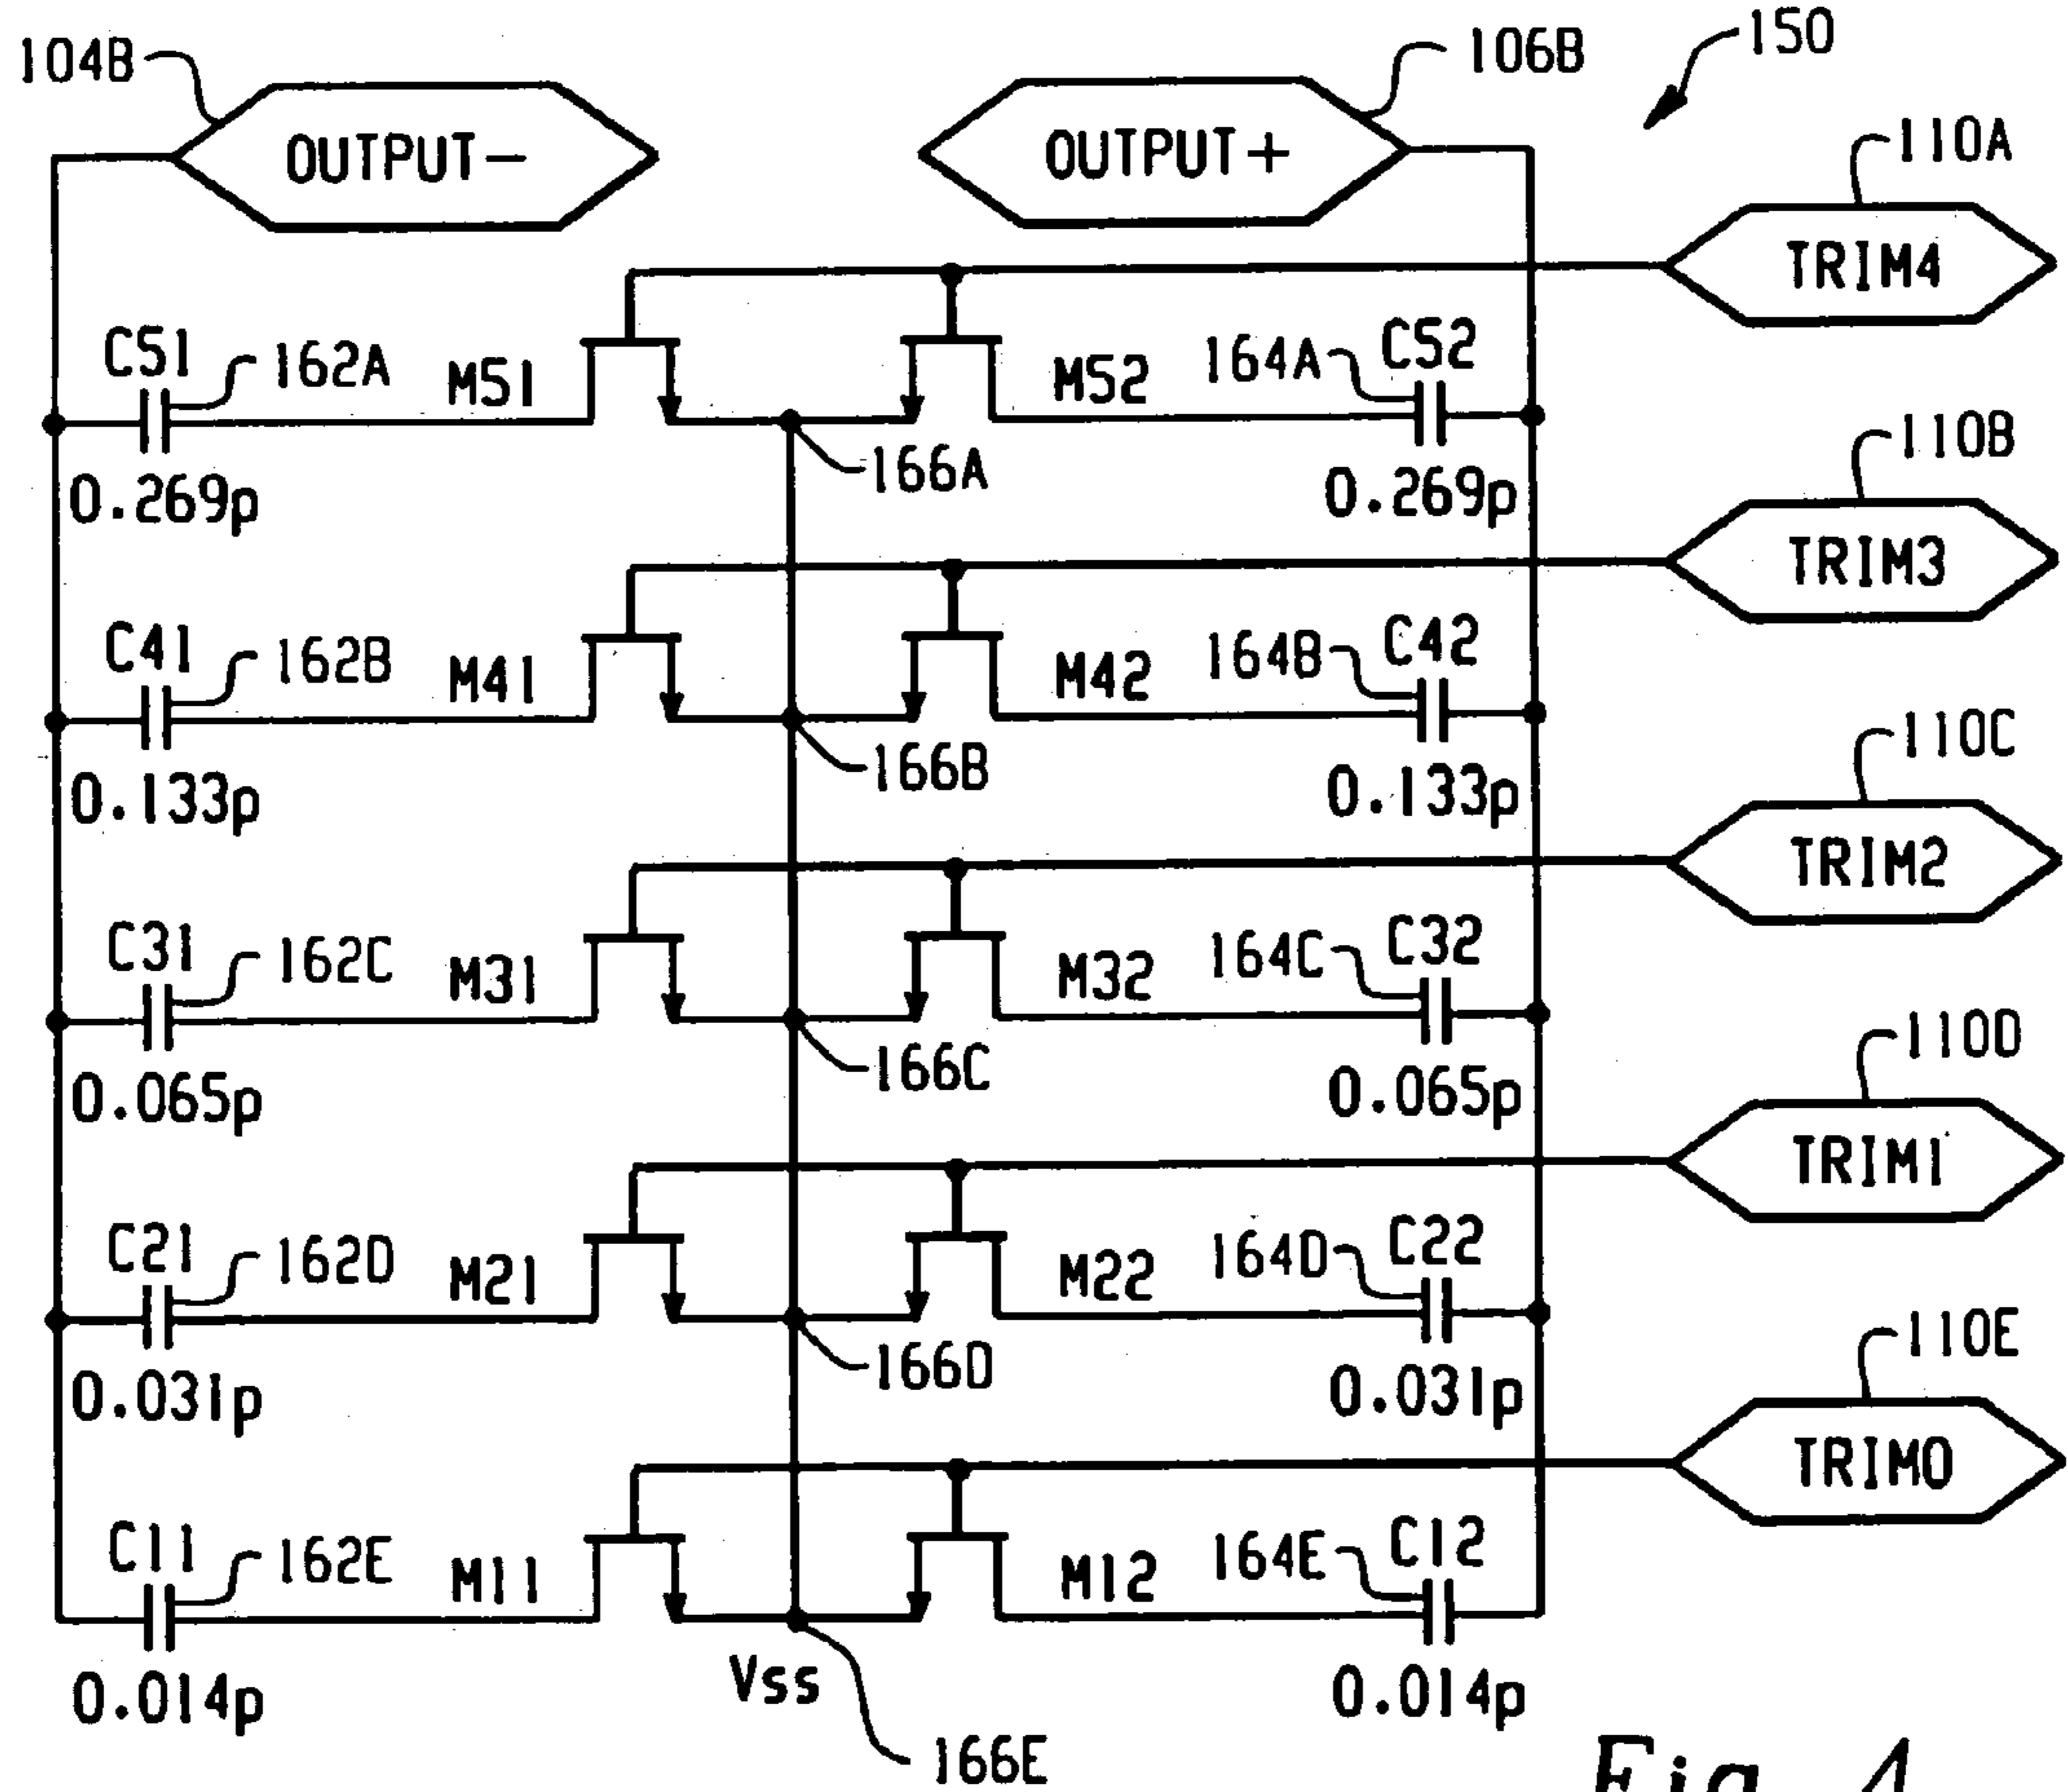 104B
OUTPUT-
OUTPUT+
106B
150
110A
TRIM4
C51
162A
M51
M52
164A
C52
0.269p
166A
0.269p
110B
TRIM3
C41
162B
M41
M42
164B
C42
0.133p
166B
0.133p
110C
TRIM2
C31
162C
M31
M32
164C
C32
0.065p
166C
0.065p
110D
TRIM1
C21
162D
M21
M22
164D
C22
0.031p
166D
0.031p
110E
TRIM0
C11
162E
M11
M12
164E
C12
0.014p
Vss
0.014p
166E
Fig. 4